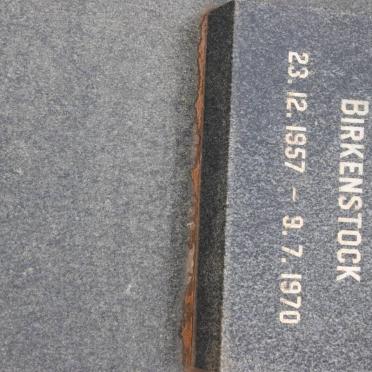 BIRKENSTOCK
23. 12. 1957 - 9. 7. 1970